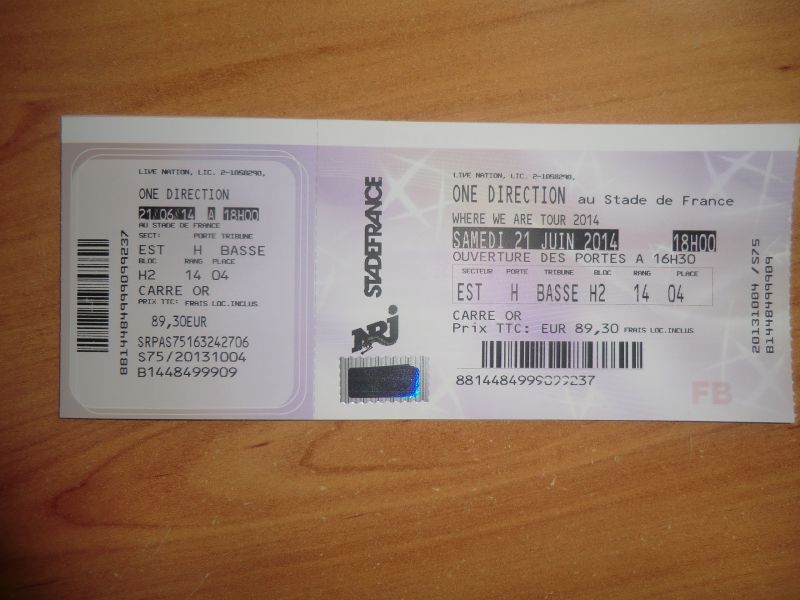 LIVE NATION, LIC. 2-1058290,
ONE DIRECTION
21/06/14 A 18H00
AU STADE DE FRANCE
SECT: PORTE TRIBUNE
EST H BASSE
BLOC RANG PLACE
H2 14 04
CARRE OR
PRIX TTC: FRAIS LOC.INCLUS
89,30EUR
SRPAS75163242706
S75/20131004
B1448499909
8814484999099237
STADEFRANCE
NRJ
LIVE NATION, LIC. 2-1058290,
ONE DIRECTION au Stade de France
WHERE WE ARE TOUR 2014
SAMEDI 21 JUIN 2014 18H00
OUVERTURE DES PORTES A 16H30
SECTEUR PORTE TRIBUNE BLOC RANG PLACE
EST H BASSE H2 14 04
CARRE OR
Prix TTC: EUR 89,30 FRAIS LOC.INCLUS
8814484999099237
FB
20131004 /S75
B1448499909